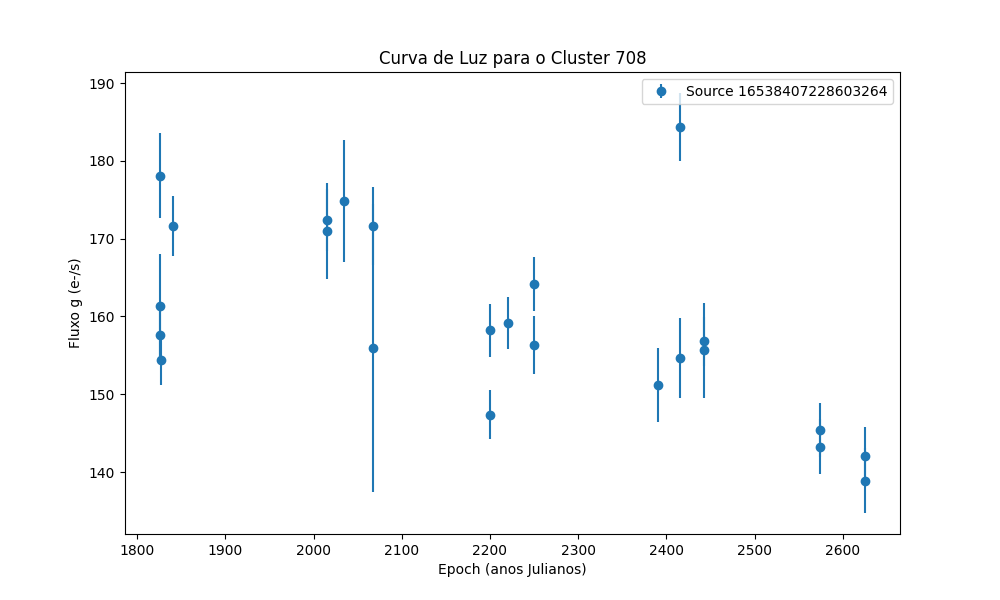 Curva de Luz para o Cluster 708
Source 16538407228603264
190
180
170
160
150
140
Fluxo g (e-/s)
1800 1900 2000 2100 2200 2300 2400 2500 2600
Epoch (anos Julianos)